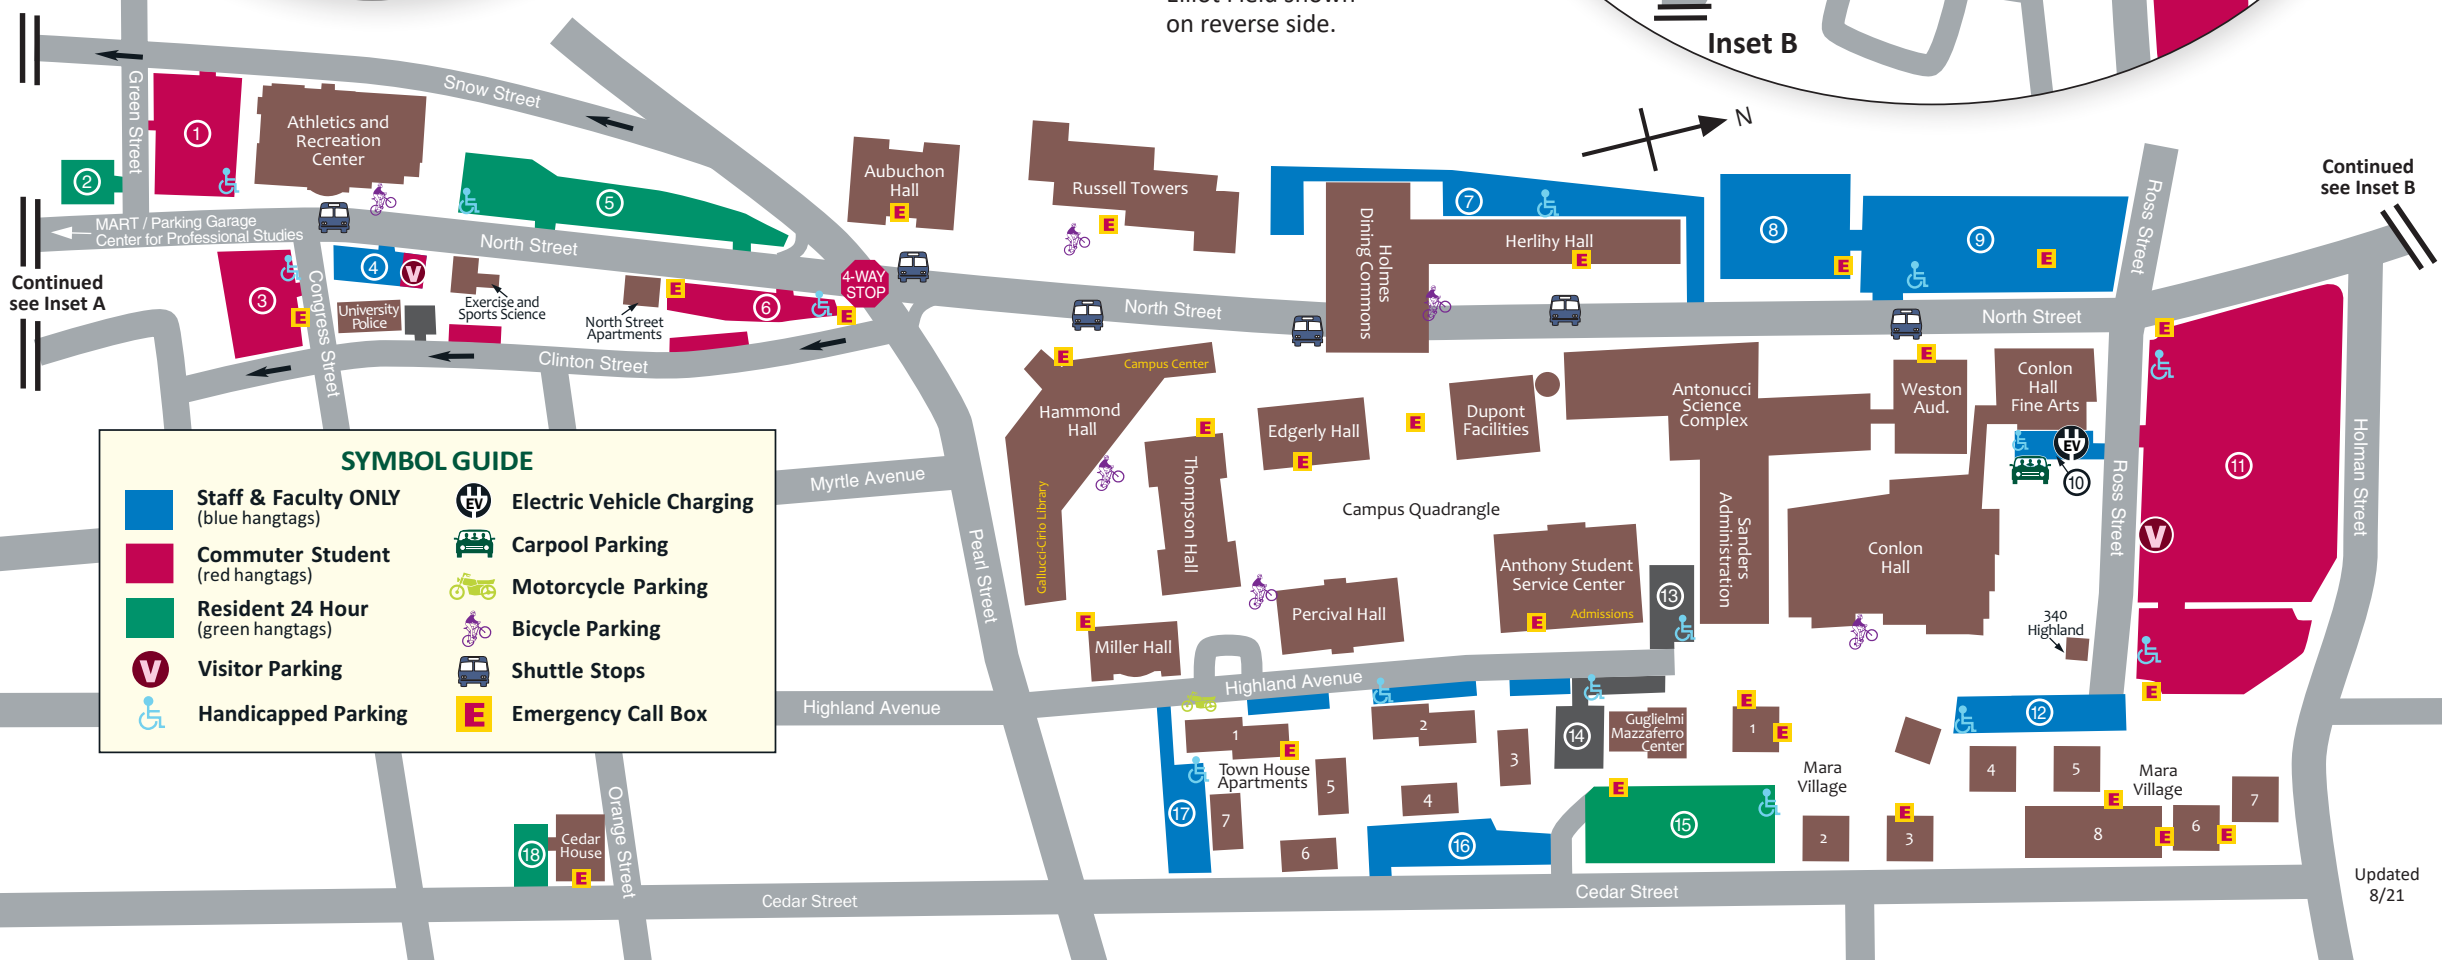 Elliot Field shown
on reverse side.
Inset B
N
Continued
see Inset B
Snow Street
Green Street
1
Athletics and
Recreation
Center
2
5
Aubuchon
Hall
E
Russell Towers
E
7
Holmes
Dining Commons
Herlihy Hall
E
8
E
9
E
Ross Street
MART / Parking Garage
Center for Professional Studies
North Street
Continued
see Inset A
3
E
Congress Street
4
V
University
Police
Exercise and
Sports Science
North Street
Apartments
E
6
E
4-WAY
STOP
North Street
North Street
Clinton Street
E
Campus Center
Hammond
Hall
Gallucci-Cirio Library
E
Thompson Hall
Edgerly Hall
E
E
Dupont
Facilities
Antonucci
Science
Complex
E
Weston
Aud.
Conlon
Hall
Fine Arts
EV
10
E
11
V
Ross Street
Holman Street
SYMBOL GUIDE
Staff & Faculty ONLY
(blue hangtags)
Commuter Student
(red hangtags)
Resident 24 Hour
(green hangtags)
V
Visitor Parking
Handicapped Parking
EV
Electric Vehicle Charging
Carpool Parking
Motorcycle Parking
Bicycle Parking
Shuttle Stops
E
Emergency Call Box
Myrtle Avenue
Pearl Street
Campus Quadrangle
Anthony Student
Service Center
E
Admissions
13
Sanders
Administration
Conlon
Hall
340
Highland
E
Miller Hall
Percival Hall
Highland Avenue
Highland Avenue
1
E
Town House
Apartments
2
3
4
5
6
7
17
16
14
Guglielmi
Mazzaferro
Center
E
1
E
Mara
Village
12
E
4
5
Mara
Village
7
E
15
2
E
3
E
8
E
6
E
18
Cedar
House
E
Orange Street
Cedar Street
Cedar Street
Updated
8/21